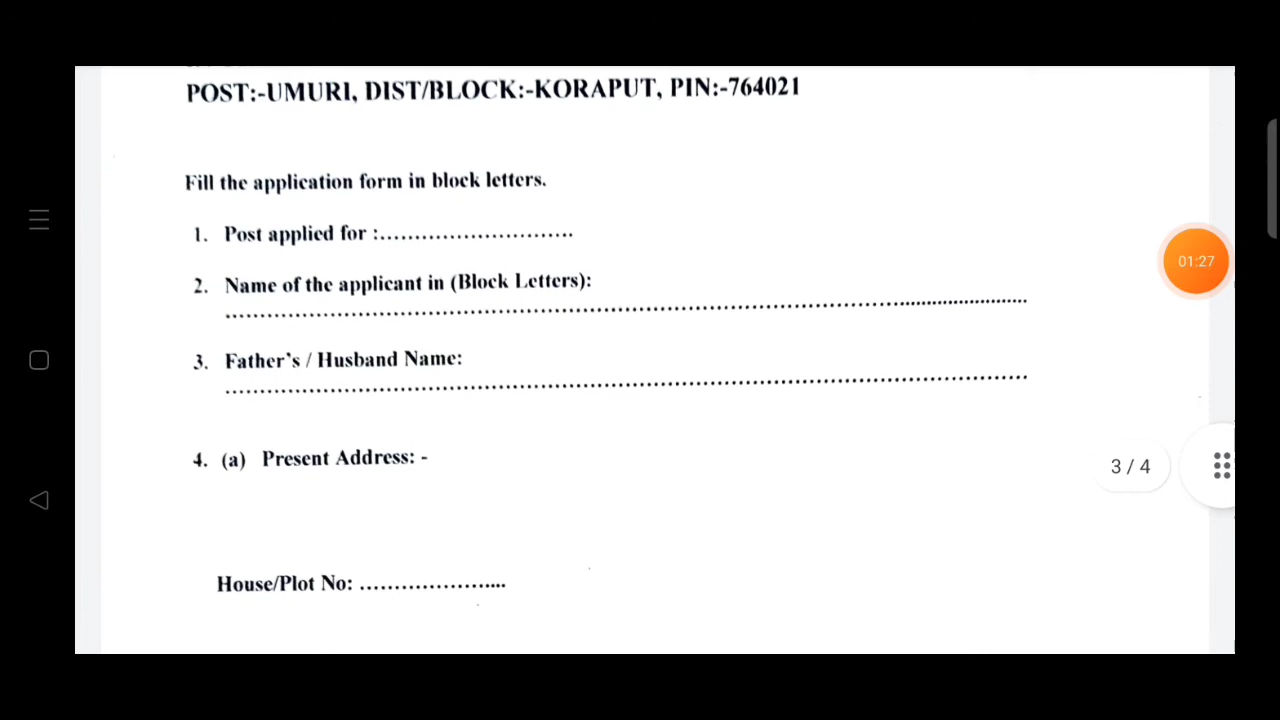 POST:-UMURI, DIST/BLOCK:-KORAPUT, PIN:-764021
Fill the application form in block letters.
1. Post applied for :............................
2. Name of the applicant in (Block Letters):
....................................................................................................................
3. Father's / Husband Name:
....................................................................................................................
4. (a) Present Address: -
House/Plot No: .....................
01:27
3 / 4